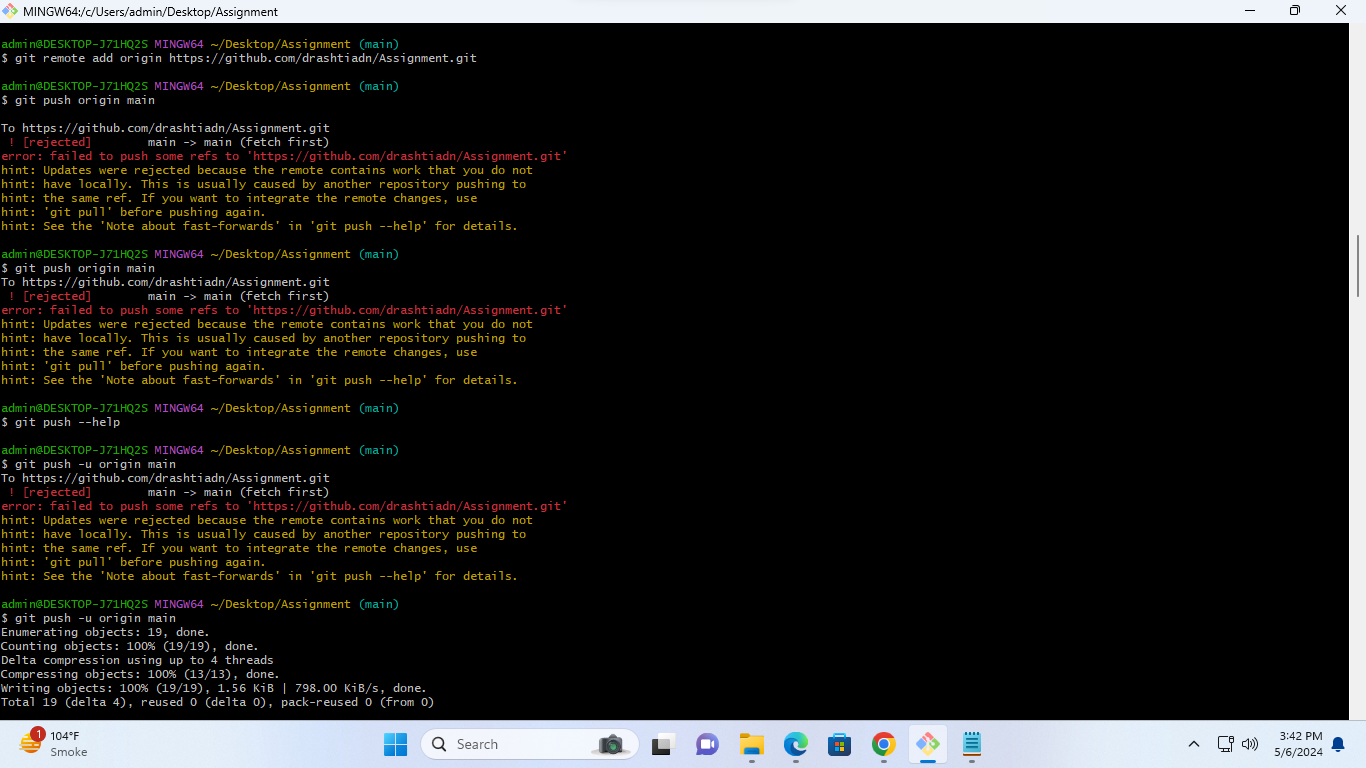 MINGW64:/c/Users/admin/Desktop/Assignment
admin@DESKTOP-J71HQ2S MINGW64 ~/Desktop/Assignment (main)
$ git remote add origin https://github.com/drashtiadn/Assignment.git
admin@DESKTOP-J71HQ2S MINGW64 ~/Desktop/Assignment (main)
$ git push origin main
To https://github.com/drashtiadn/Assignment.git
! [rejected] main -> main (fetch first)
error: failed to push some refs to 'https://github.com/drashtiadn/Assignment.git'
hint: Updates were rejected because the remote contains work that you do not
hint: have locally. This is usually caused by another repository pushing to
hint: the same ref. If you want to integrate the remote changes, use
hint: 'git pull' before pushing again.
hint: See the 'Note about fast-forwards' in 'git push --help' for details.
admin@DESKTOP-J71HQ2S MINGW64 ~/Desktop/Assignment (main)
$ git push origin main
To https://github.com/drashtiadn/Assignment.git
! [rejected] main -> main (fetch first)
error: failed to push some refs to 'https://github.com/drashtiadn/Assignment.git'
hint: Updates were rejected because the remote contains work that you do not
hint: have locally. This is usually caused by another repository pushing to
hint: the same ref. If you want to integrate the remote changes, use
hint: 'git pull' before pushing again.
hint: See the 'Note about fast-forwards' in 'git push --help' for details.
admin@DESKTOP-J71HQ2S MINGW64 ~/Desktop/Assignment (main)
$ git push --help
admin@DESKTOP-J71HQ2S MINGW64 ~/Desktop/Assignment (main)
$ git push -u origin main
To https://github.com/drashtiadn/Assignment.git
! [rejected] main -> main (fetch first)
error: failed to push some refs to 'https://github.com/drashtiadn/Assignment.git'
hint: Updates were rejected because the remote contains work that you do not
hint: have locally. This is usually caused by another repository pushing to
hint: the same ref. If you want to integrate the remote changes, use
hint: 'git pull' before pushing again.
hint: See the 'Note about fast-forwards' in 'git push --help' for details.
admin@DESKTOP-J71HQ2S MINGW64 ~/Desktop/Assignment (main)
$ git push -u origin main
Enumerating objects: 19, done.
Counting objects: 100% (19/19), done.
Delta compression using up to 4 threads
Compressing objects: 100% (13/13), done.
Writing objects: 100% (19/19), 1.56 KiB | 798.00 KiB/s, done.
Total 19 (delta 4), reused 0 (delta 0), pack-reused 0 (from 0)
1
104°F
Smoke
Search
3:42 PM
5/6/2024